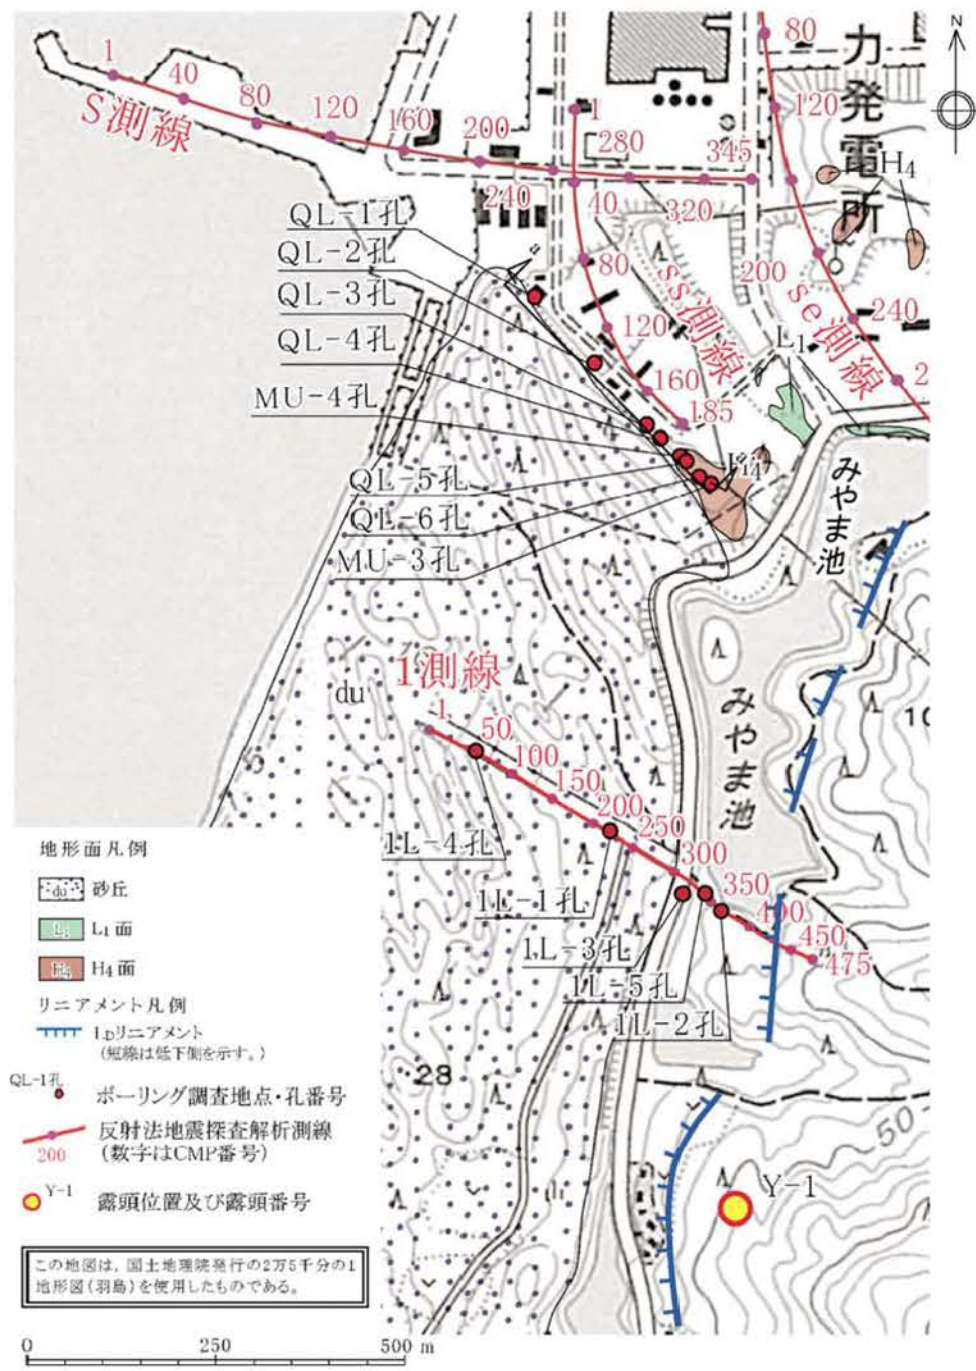 N
力発電所
1
40
80
120
160
200
240
280
320
345
S測線
1
40
80
120
160
185
ss測線
80
120
200
240
2
se測線
H₄
L₁
QL-1孔
QL-2孔
QL-3孔
QL-4孔
MU-4孔
QL-5孔
QL-6孔
MU-3孔
a
みやま池
みやま池
du
1測線
1
50
100
150
200
250
300
350
400
450
475
1L-4孔
1L-1孔
1L-3孔
1L-5孔
1L-2孔
10
28
50
Y-1
地形面凡例
du 砂丘
L₁ L₁面
H₄ H₄面
リニアメント凡例
LDリニアメント
(短線は低下側を示す。)
QL-1孔
ボーリング調査地点・孔番号
反射法地震探査解析測線
200 (数字はCMP番号)
Y-1 露頭位置及び露頭番号
この地図は、国土地理院発行の2万5千分の1
地形図(羽島)を使用したものである。
0 250 500 m